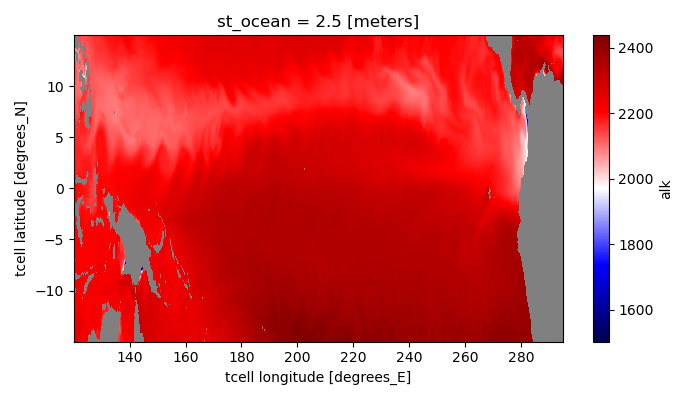 st_ocean = 2.5 [meters]
tcell latitude [degrees_N]
10
5
0
−5
−10
140 160 180 200 220 240 260 280
tcell longitude [degrees_E]
2400
2200
2000
1800
1600
alk